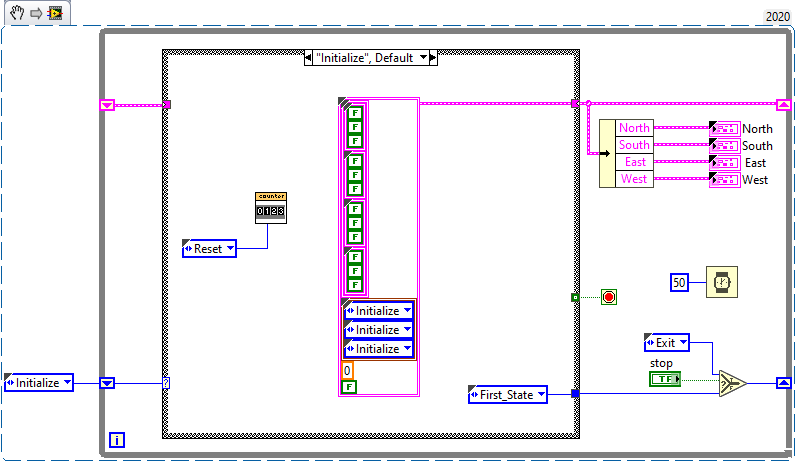 2020
"Initialize", Default
North
North
South
South
East
East
West
West
counter
0123
Reset
50
F
F
F
F
F
F
F
F
F
F
F
F
Initialize
Initialize
Initialize
0
F
Exit
stop
TF
?
T
F
Initialize
?
First_State
i